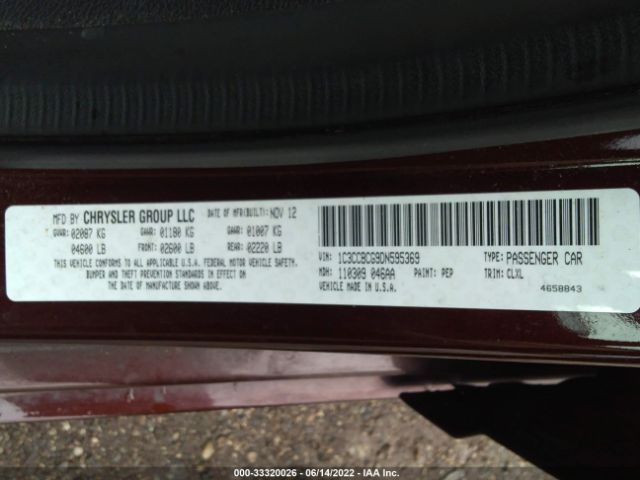 MFD BY CHRYSLER GROUP LLC DATE OF MFR(BUILT): NOV 12
GVWR: 02087 KG GAWR: 01180 KG GAWR: 01007 KG
04600 LB FRONT: 02600 LB REAR: 02220 LB
THIS VEHICLE CONFORMS TO ALL APPLICABLE U.S.A. FEDERAL MOTOR VEHICLE SAFETY,
BUMPER AND THEFT PREVENTION STANDARDS IN EFFECT ON
THE DATE OF MANUFACTURE SHOWN ABOVE.
VIN: 1C3CCBCG9DN595369 TYPE: PASSENGER CAR
MDH: 110309 046AA PAINT: PEP TRIM: CLXL
VEHICLE MADE IN U.S.A. 4658843
000-33320026 - 06/14/2022 - IAA Inc.